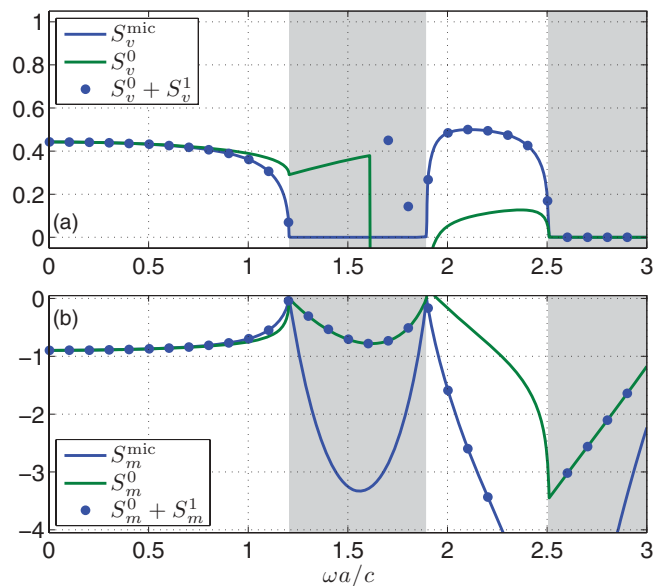 1
0.8
0.6
0.4
0.2
0
S_v^mic
S_v^0
S_v^0 + S_v^1
(a)
0 0.5 1 1.5 2 2.5 3
0
-1
-2
-3
-4
(b)
S_m^mic
S_m^0
S_m^0 + S_m^1
0 0.5 1 1.5 2 2.5 3
ωa/c